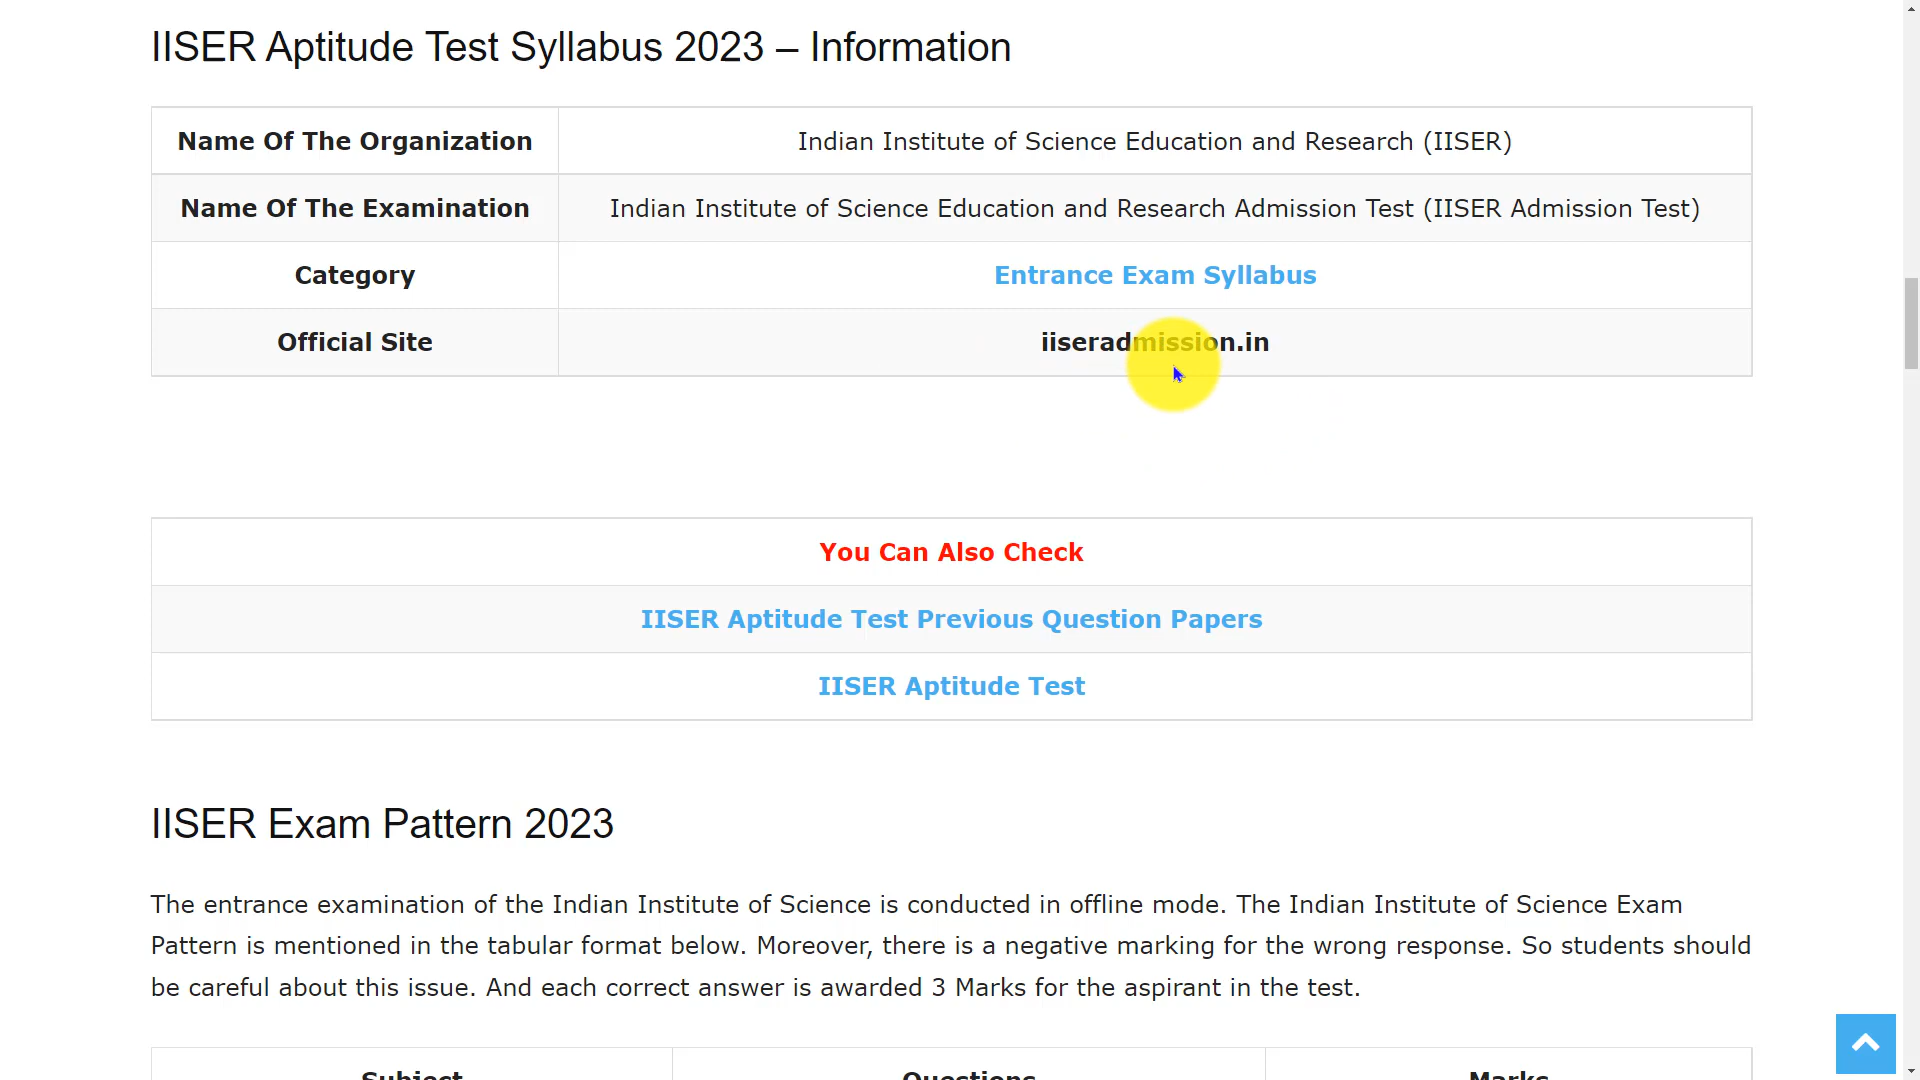 IISER Aptitude Test Syllabus 2023 – Information
Name Of The Organization Indian Institute of Science Education and Research (IISER)
Name Of The Examination Indian Institute of Science Education and Research Admission Test (IISER Admission Test)
Category Entrance Exam Syllabus
Official Site iiseradmission.in
You Can Also Check
IISER Aptitude Test Previous Question Papers
IISER Aptitude Test
IISER Exam Pattern 2023
The entrance examination of the Indian Institute of Science is conducted in offline mode. The Indian Institute of Science Exam
Pattern is mentioned in the tabular format below. Moreover, there is a negative marking for the wrong response. So students should
be careful about this issue. And each correct answer is awarded 3 Marks for the aspirant in the test.
Subject Questions Marks